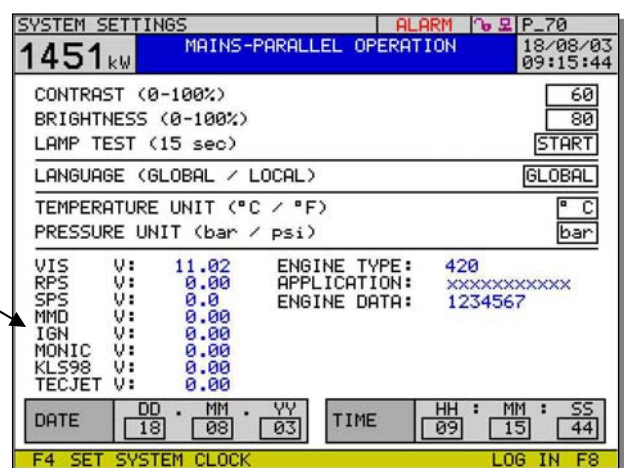 SYSTEM SETTINGS ALARM P_70
1451 kW MAINS-PARALLEL OPERATION 18/08/03
09:15:44
CONTRAST (0-100%) 60
BRIGHTNESS (0-100%) 80
LAMP TEST (15 sec) START
LANGUAGE (GLOBAL / LOCAL) GLOBAL
TEMPERATURE UNIT (°C / °F) ° C
PRESSURE UNIT (bar / psi) bar
VIS V: 11.02 ENGINE TYPE: 420
RPS V: 0.00 APPLICATION: xxxxxxxxxxx
SPS V: 0.0 ENGINE DATA: 1234567
MMD V: 0.00
IGN V: 0.00
MONIC V: 0.00
KLS98 V: 0.00
TECJET V: 0.00
DATE DD . MM . YY TIME HH : MM : SS
18 08 03 09 15 44
F4 SET SYSTEM CLOCK LOG IN F8